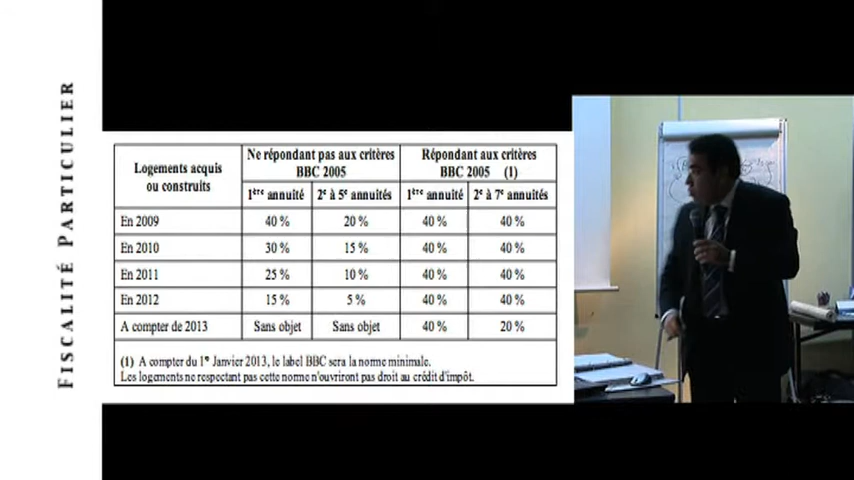 FISCALITÉ PARTICULIER
Logements acquis ou construits
Ne répondant pas aux critères BBC 2005
Répondant aux critères BBC 2005 (1)
1ère annuité 2e à 5e annuités 1ère annuité 2e à 7e annuités
En 2009 40 % 20 % 40 % 40 %
En 2010 30 % 15 % 40 % 40 %
En 2011 25 % 10 % 40 % 40 %
En 2012 15 % 5 % 40 % 40 %
A compter de 2013 Sans objet Sans objet 40 % 20 %
(1) A compter du 1er Janvier 2013, le label BBC sera la norme minimale.
Les logements ne respectant pas cette norme n'ouvriront pas droit au crédit d'impôt.